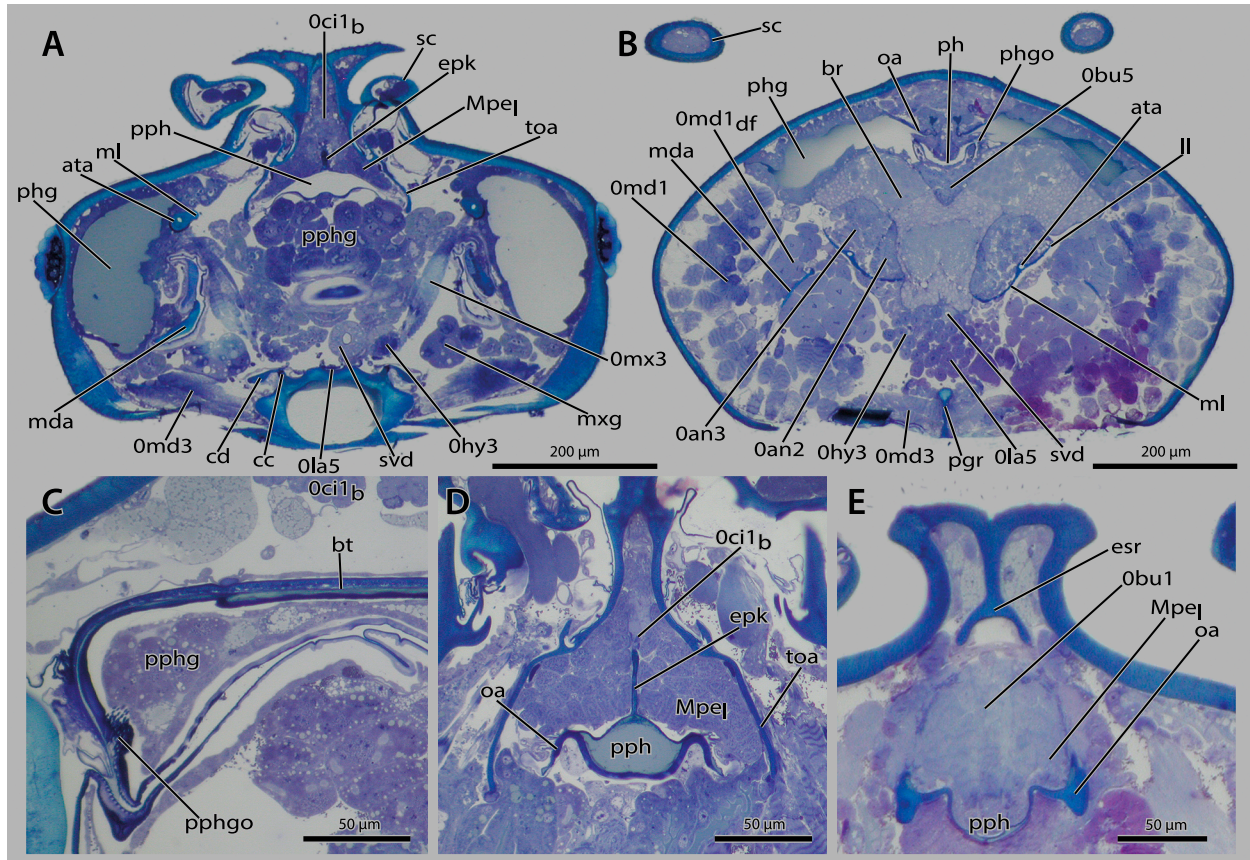 A
0ci1b
sc
epk
Mpel
pph
toa
ml
ata
phg
pphg
0mx3
mda
0md3
cd
cc
0la5
svd
0hy3
mxg
200 µm
B
sc
ph
oa
phgo
br
0bu5
phg
ata
0md1df
ll
mda
0md1
0an3
0an2
0hy3
0md3
pgr
0la5
svd
ml
200 µm
C
0ci1b
bt
pphg
pphgo
50 µm
D
0ci1b
epk
toa
oa
Mpel
pph
50 µm
E
esr
0bu1
Mpel
oa
pph
50 µm